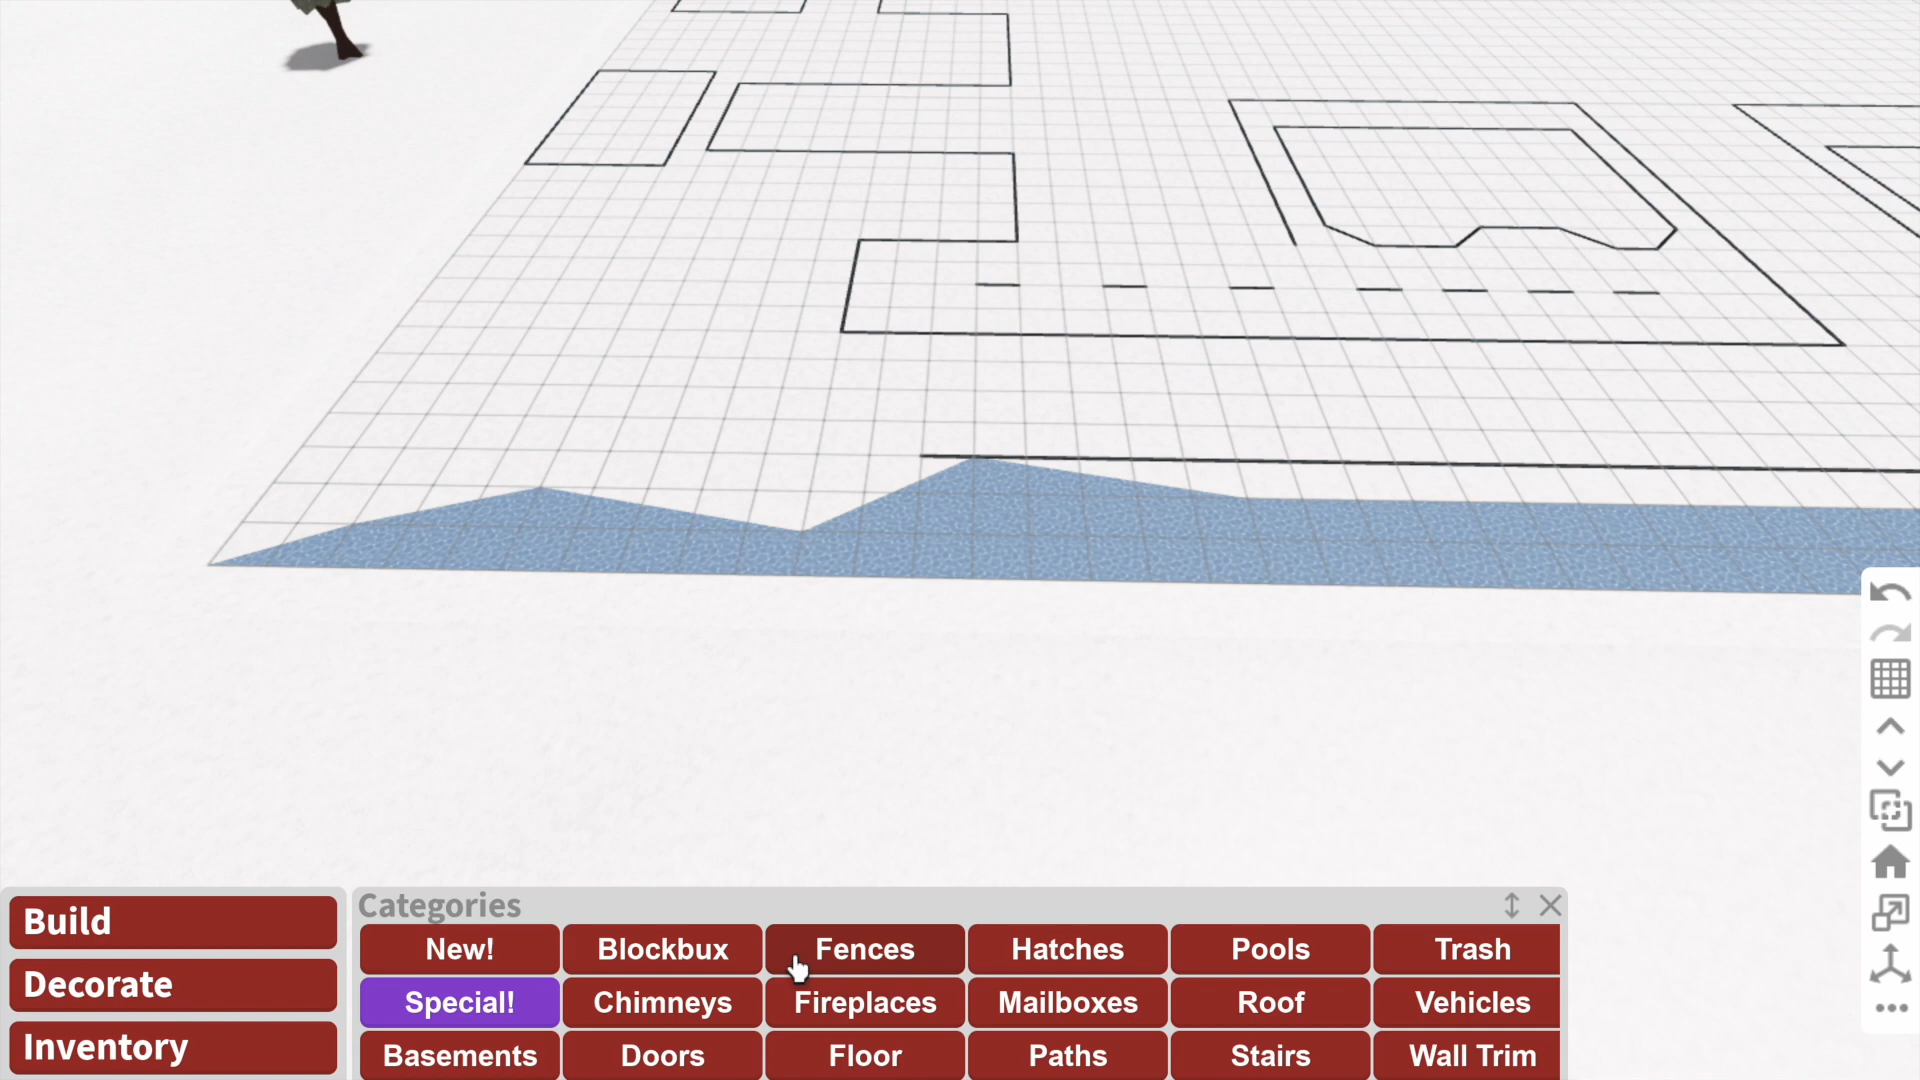 Build
Decorate
Inventory
Categories
New! Blockbux Fences Hatches Pools Trash
Special! Chimneys Fireplaces Mailboxes Roof Vehicles
Basements Doors Floor Paths Stairs Wall Trim